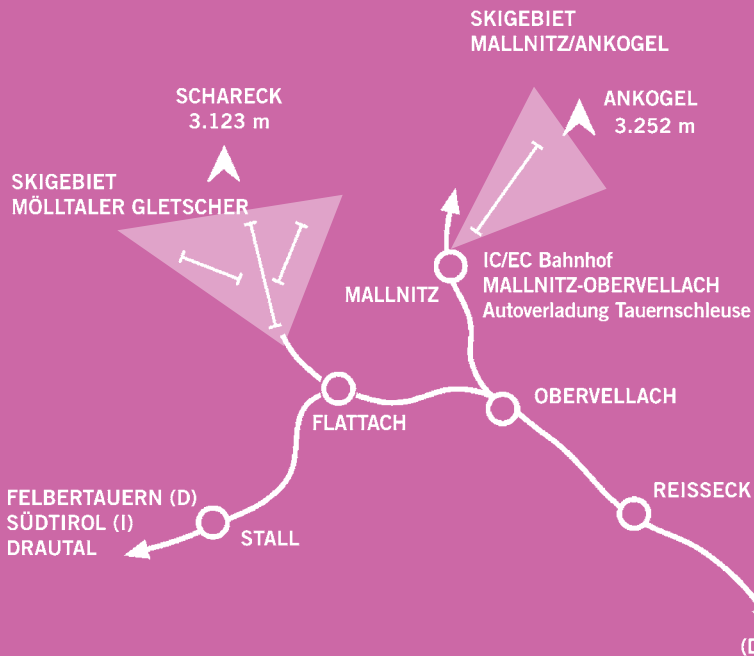 SKIGEBIET
MALLNITZ/ANKOGEL
SCHARECK
3.123 m
ANKOGEL
3.252 m
SKIGEBIET
MÖLLTALER GLETSCHER
IC/EC Bahnhof
MALLNITZ-OBERVELLACH
Autoverladung Tauernschleuse
MALLNITZ
OBERVELLACH
FLATTACH
REISSECK
FELBERTAUERN (D)
SÜDTIROL (I)
DRAUTAL
STALL